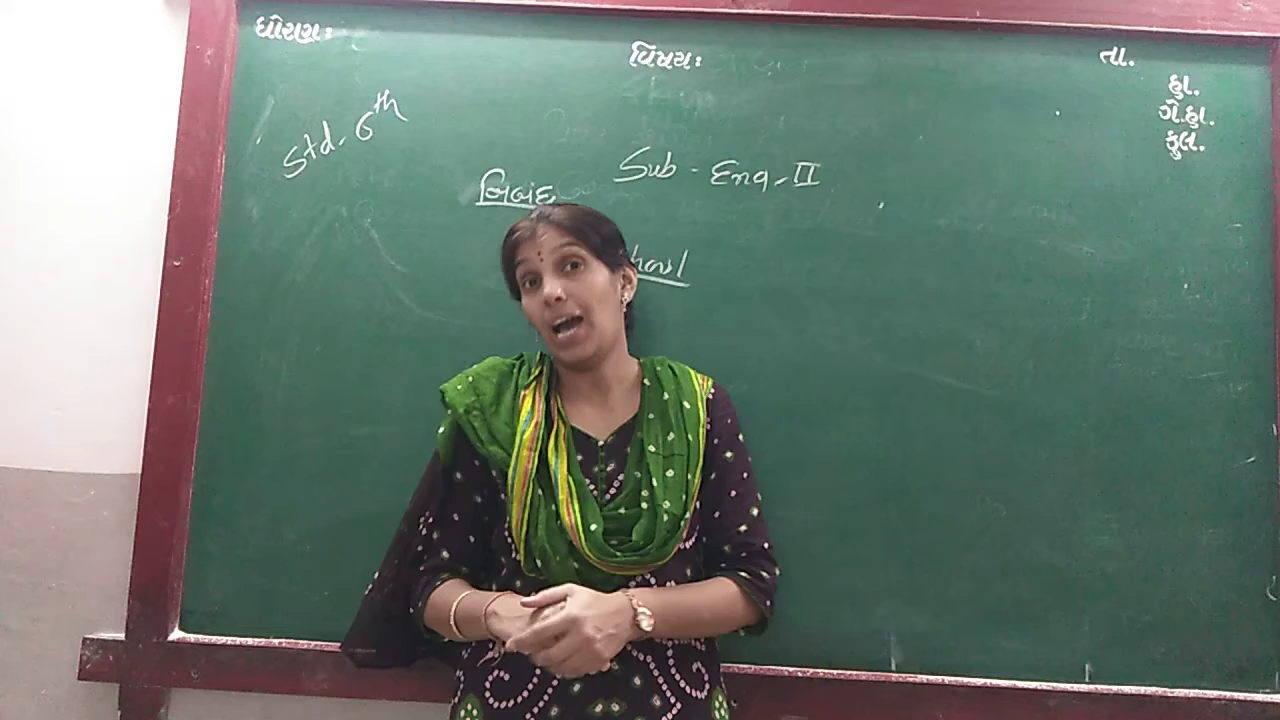 ધોરણઃ
વિષયઃ
તા.
હા.
ગે.હા.
કુલ.
Std. 6th
Sub - Eng. II
નિબંધ